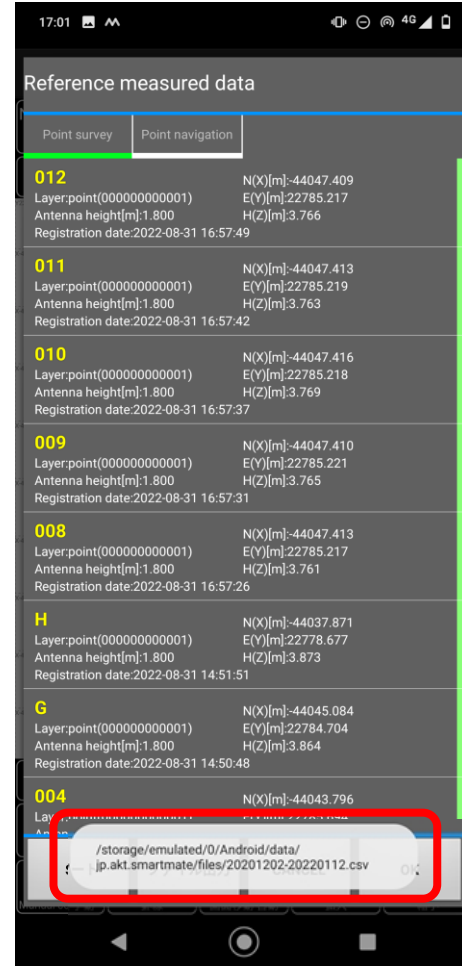 17:01
4G
Reference measured data
Point survey Point navigation
012
N(X)[m]:-44047.409
Layer:point(000000000001) E(Y)[m]:22785.217
Antenna height[m]:1.800 H(Z)[m]:3.766
Registration date:2022-08-31 16:57:49
011
N(X)[m]:-44047.413
Layer:point(000000000001) E(Y)[m]:22785.219
Antenna height[m]:1.800 H(Z)[m]:3.763
Registration date:2022-08-31 16:57:42
010
N(X)[m]:-44047.416
Layer:point(000000000001) E(Y)[m]:22785.218
Antenna height[m]:1.800 H(Z)[m]:3.769
Registration date:2022-08-31 16:57:37
009
N(X)[m]:-44047.410
Layer:point(000000000001) E(Y)[m]:22785.221
Antenna height[m]:1.800 H(Z)[m]:3.765
Registration date:2022-08-31 16:57:31
008
N(X)[m]:-44047.413
Layer:point(000000000001) E(Y)[m]:22785.217
Antenna height[m]:1.800 H(Z)[m]:3.761
Registration date:2022-08-31 16:57:26
H
N(X)[m]:-44037.871
Layer:point(000000000001) E(Y)[m]:22778.677
Antenna height[m]:1.800 H(Z)[m]:3.873
Registration date:2022-08-31 14:51:51
G
N(X)[m]:-44045.084
Layer:point(000000000001) E(Y)[m]:22784.704
Antenna height[m]:1.800 H(Z)[m]:3.864
Registration date:2022-08-31 14:50:48
004
N(X)[m]:-44043.796
/storage/emulated/0/Android/data/
jp.akt.smartmate/files/20201202-20220112.csv